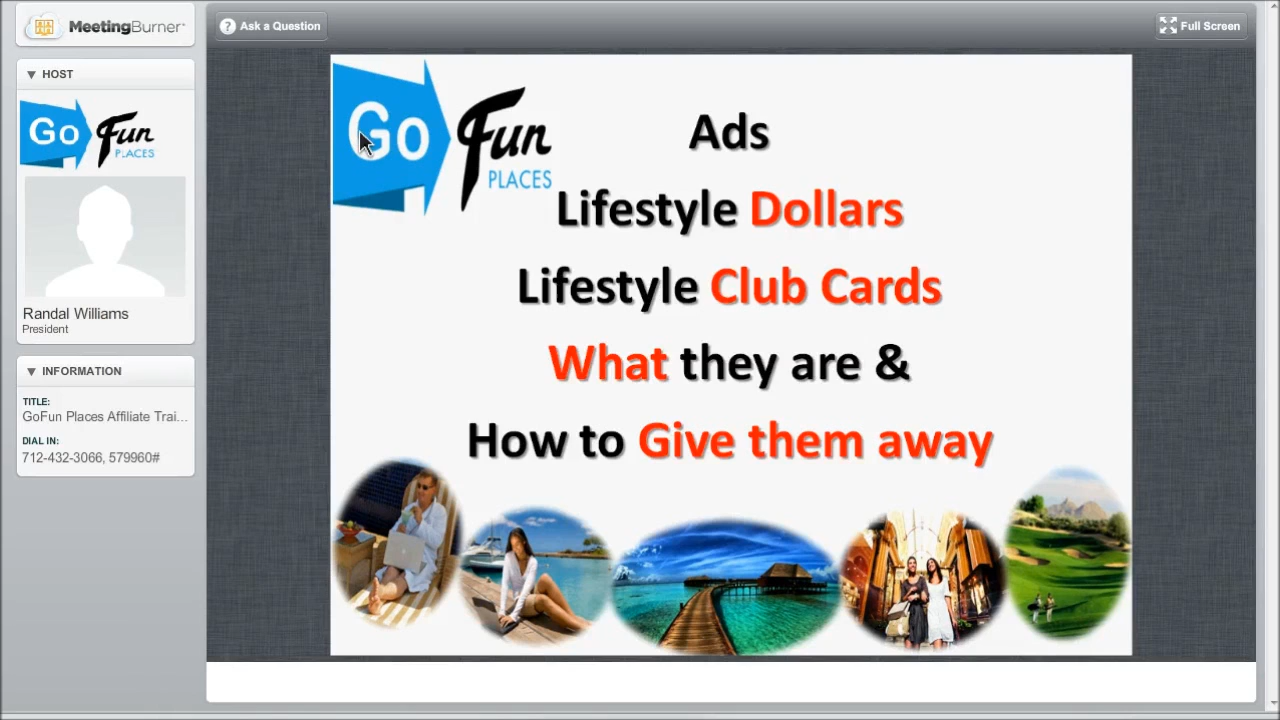 MeetingBurner
Ask a Question
Full Screen
HOST
Go Fun
PLACES
Randal Williams
President
INFORMATION
TITLE:
GoFun Places Affiliate Trai...
DIAL IN:
712-432-3066, 579960#
Go Fun
PLACES
Ads
Lifestyle Dollars
Lifestyle Club Cards
What they are &
How to Give them away